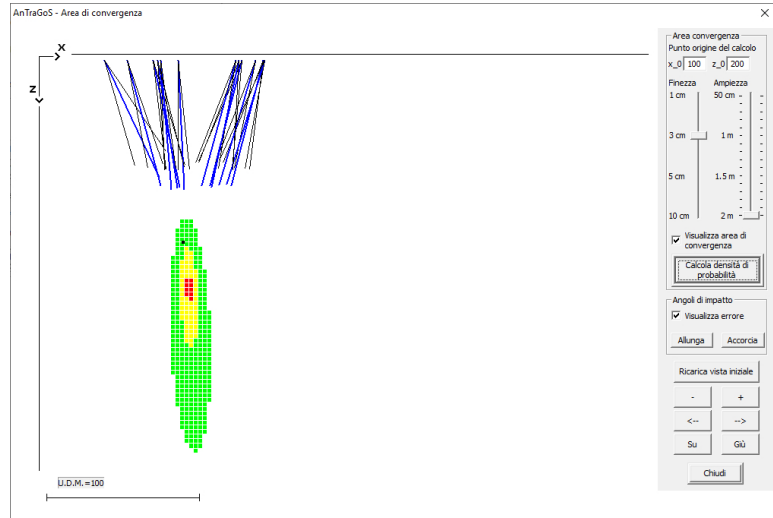 AnTraGoS - Area di convergenza
X
Z
U.D.M.=100
Area convergenza
Punto origine del calcolo
x_0 100 z_0 200
Finezza Ampiezza
1 cm 50 cm
3 cm 1 m
5 cm 1.5 m
10 cm 2 m
Visualizza area di
convergenza
Calcola densità di
probabilità
Angoli di impatto
Visualizza errore
Allunga Accorcia
Ricarica vista iniziale
- +
<-- -->
Su Giù
Chiudi